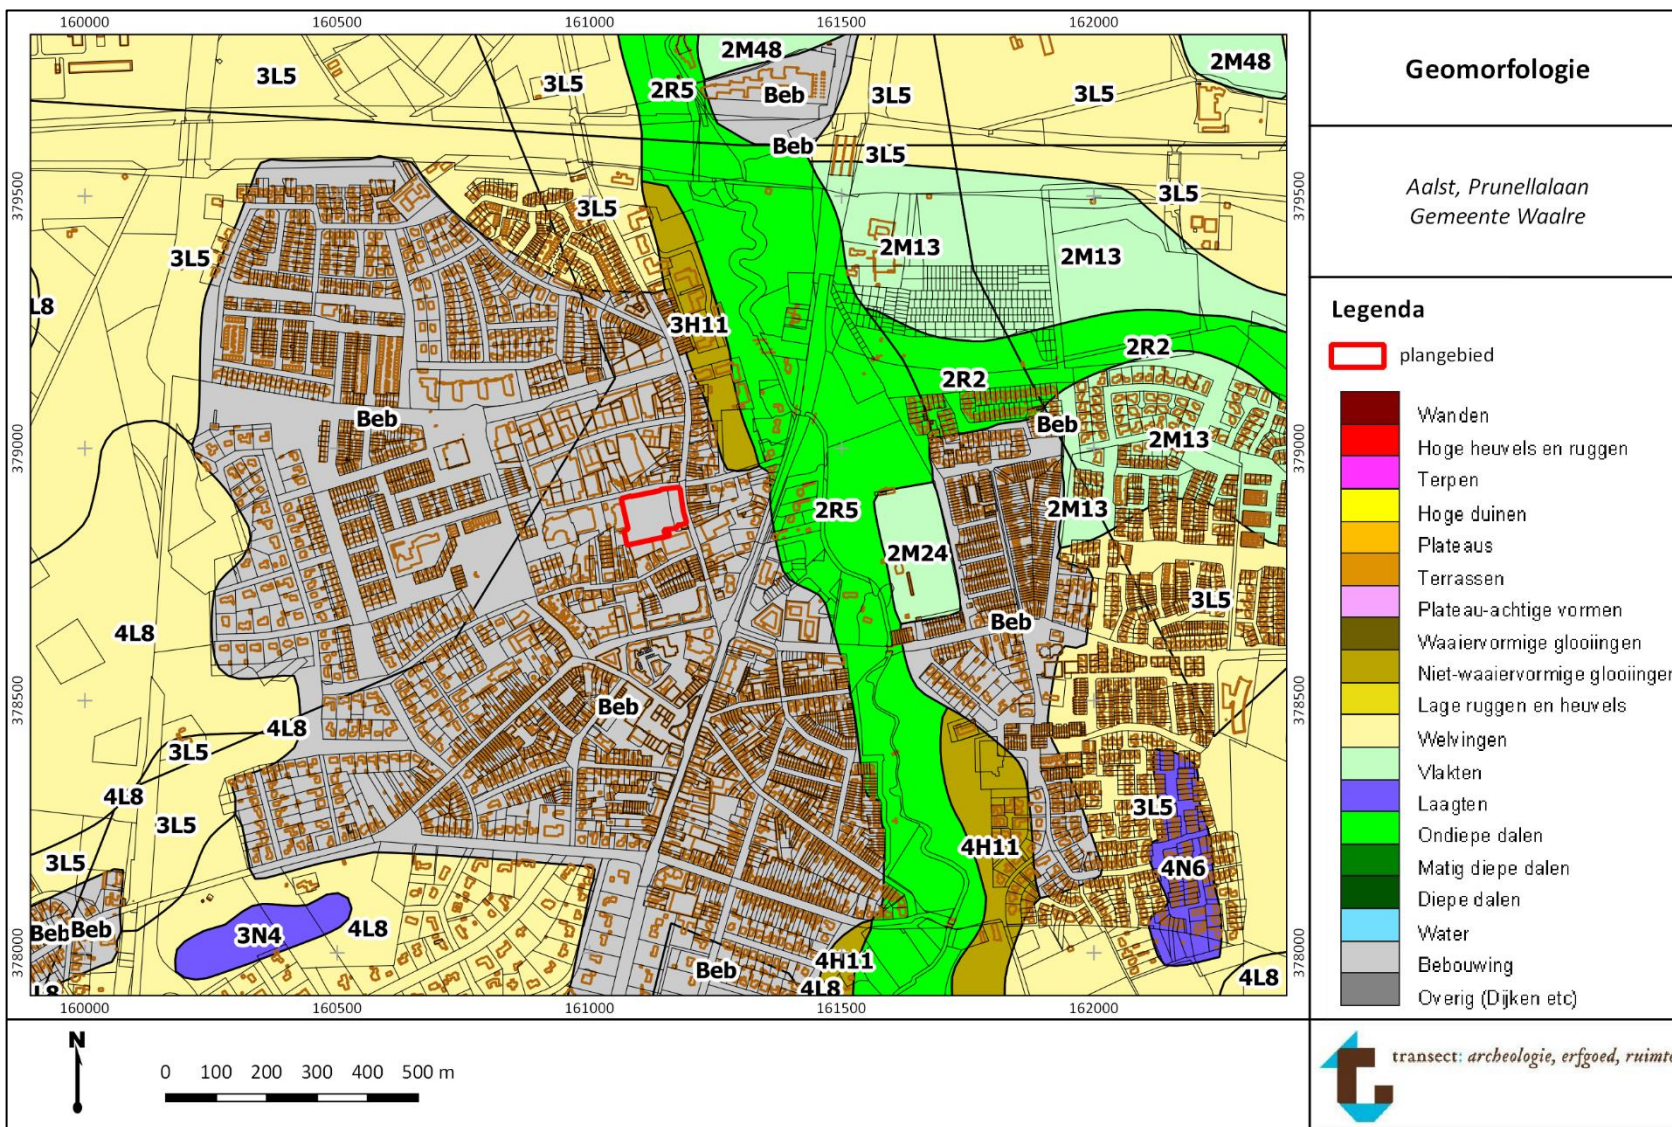 160000 160500 161000 161500 162000
2M48
2M48
3L5
3L5
2R5
Beb
3L5
3L5
Beb
3L5
379500
379500
3L5
3L5
3L5
2M13
2M13
L8
3H11
2R2
2R2
Beb
Beb
2M13
379000
379000
2R5
2M13
2M24
4L8
3L5
Beb
378500
378500
Beb
4L8
3L5
4L8
3L5
3L5
3L5
4H11
4N6
Beb
Beb
3N4
4L8
378000
378000
4H11
Beb
4L8
4L8
L8
160000 160500 161000 161500 162000
N
0 100 200 300 400 500 m
Geomorfologie
Aalst, Prunellalaan
Gemeente Waalre
Legenda
plangebied
Wanden
Hoge heuvels en ruggen
Terpen
Hoge duinen
Plateaus
Terrassen
Plateau-achtige vormen
Waaiervormige glooiingen
Niet-waaiervormige glooiingen
Lage ruggen en heuvels
Welvingen
Vlakten
Laagten
Ondiepe dalen
Matig diepe dalen
Diepe dalen
Water
Bebouwing
Overig (Dijken etc)
transect: archeologie, erfgoed, ruimte